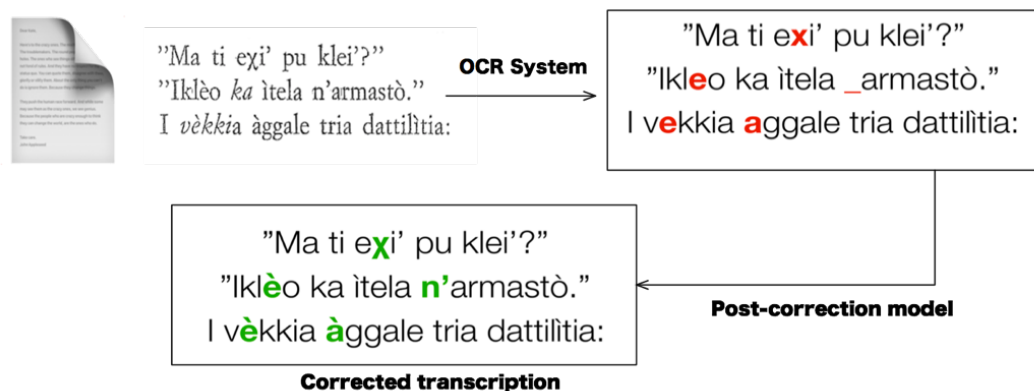 ”Ma ti eχi’ pu klei’?”
”Iklèo ka ìtela n’armastò.”
I vèkkia àggale tria dattilìtia:
OCR System
”Ma ti exi’ pu klei’?”
”Ikleo ka ìtela _armastò.”
I vekkia aggale tria dattilìtia:
”Ma ti eχi’ pu klei’?”
”Iklèo ka ìtela n’armastò.”
I vèkkia àggale tria dattilìtia:
Post-correction model
Corrected transcription